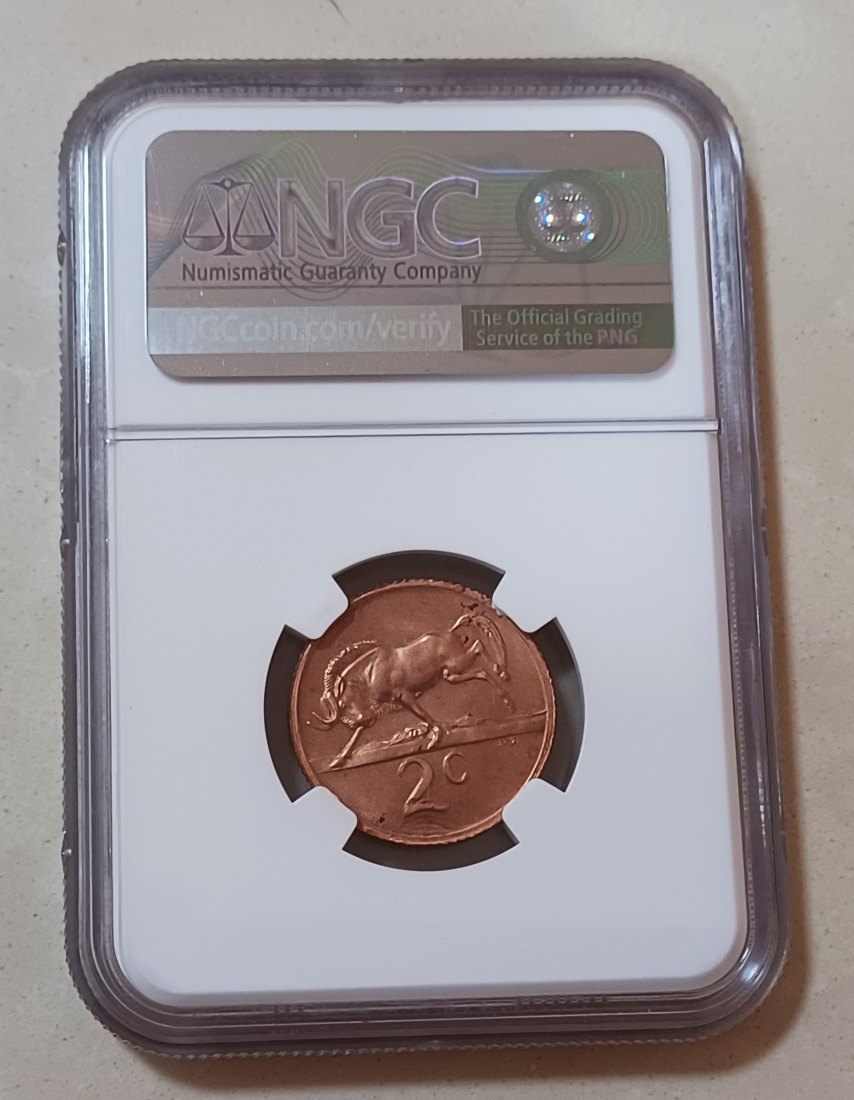 NGC
Numismatic Guaranty Company
NGCcoin.com/verify
The Official Grading
Service of the PNG
2c